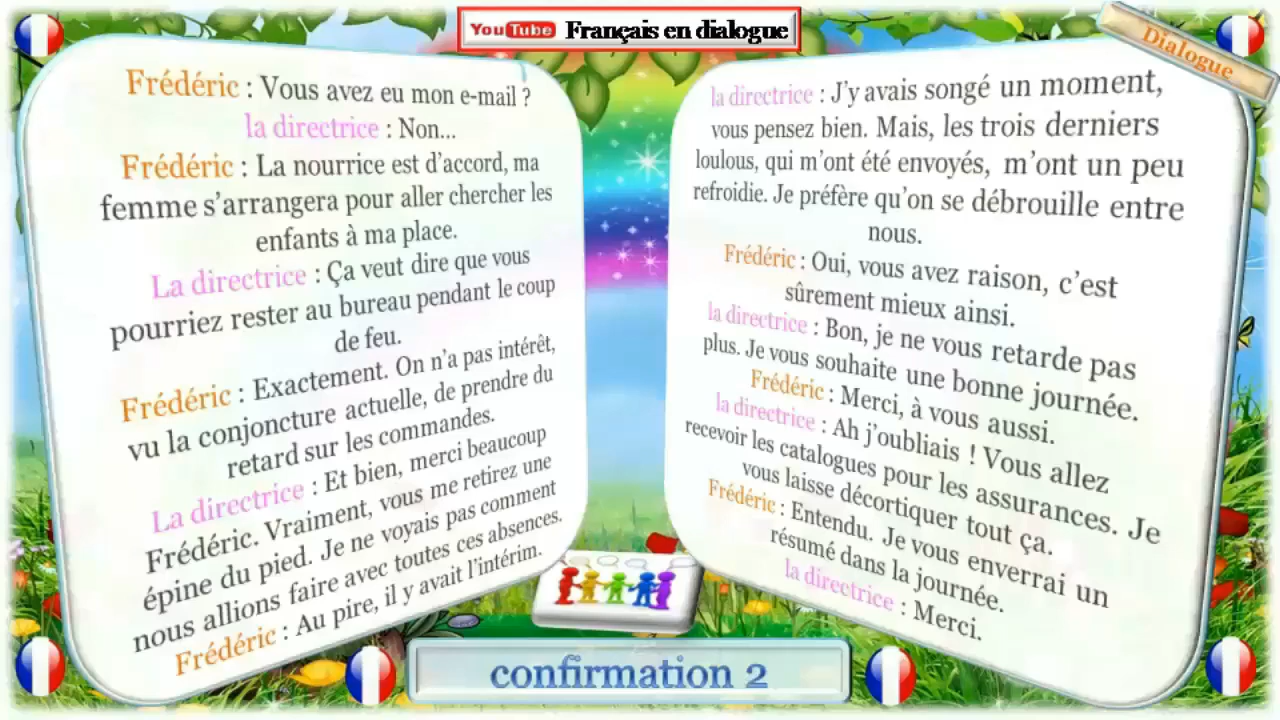 YouTube Français en dialogue
Dialogue
Frédéric : Vous avez eu mon e-mail ?
la directrice : Non...
Frédéric : La nourrice est d'accord, ma
femme s'arrangera pour aller chercher les
enfants à ma place.
La directrice : Ça veut dire que vous
pourriez rester au bureau pendant le coup
de feu.
Frédéric : Exactement. On n'a pas intérêt,
vu la conjoncture actuelle, de prendre du
retard sur les commandes.
La directrice : Et bien, merci beaucoup
Frédéric. Vraiment, vous me retirez une
épine du pied. Je ne voyais pas comment
nous allions faire avec toutes ces absences.
Frédéric : Au pire, il y avait l'intérim.
la directrice : J'y avais songé un moment,
vous pensez bien. Mais, les trois derniers
loulous, qui m'ont été envoyés, m'ont un peu
refroidie. Je préfère qu'on se débrouille entre
nous.
Frédéric : Oui, vous avez raison, c'est
sûrement mieux ainsi.
la directrice : Bon, je ne vous retarde pas
plus. Je vous souhaite une bonne journée.
Frédéric : Merci, à vous aussi.
la directrice : Ah j'oubliais ! Vous allez
recevoir les catalogues pour les assurances. Je
vous laisse décortiquer tout ça.
Frédéric : Entendu. Je vous enverrai un
résumé dans la journée.
la directrice : Merci.
confirmation 2